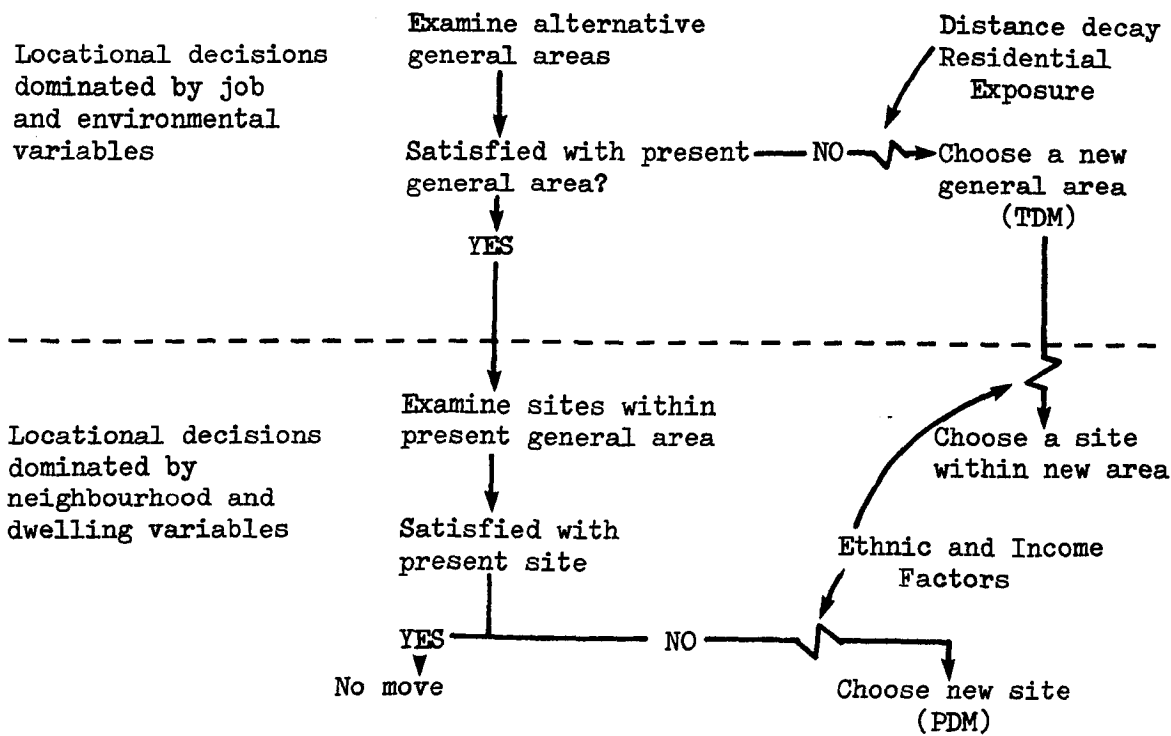 Locational decisions
dominated by job
and environmental
variables
Examine alternative
general areas
Distance decay
Residential
Exposure
Satisfied with present
general area?
NO
Choose a new
general area
(TDM)
YES
Locational decisions
dominated by
neighbourhood and
dwelling variables
Examine sites within
present general area
Choose a site
within new area
Satisfied with
present site
Ethnic and Income
Factors
YES
NO
No move
Choose new site
(PDM)